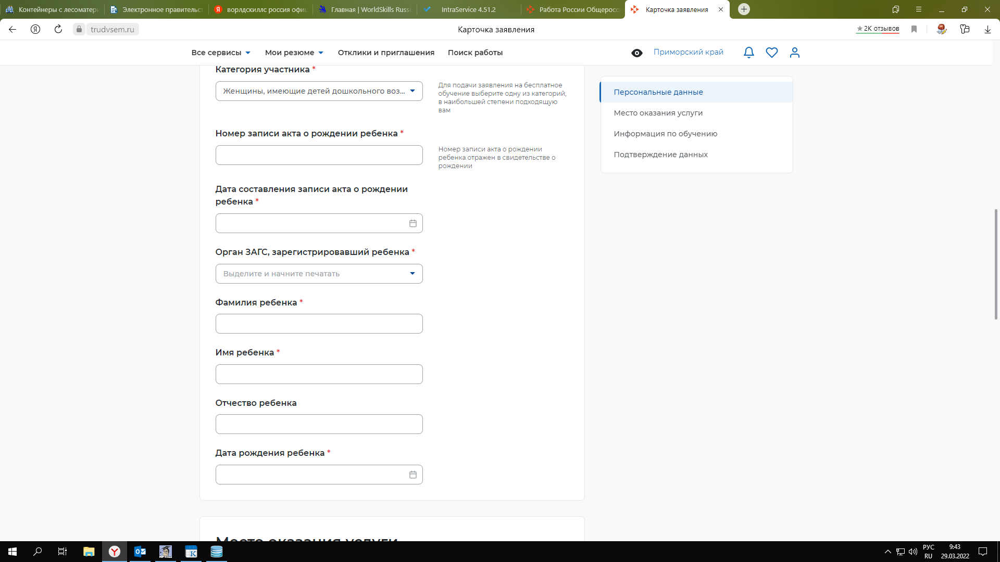 Контейнеры с лесоматери
Электронное правительст
ворлдскиллс россия офиц
Главная | WorldSkills Russi
IntraService 4.51.2
Работа России Общеросс
Карточка заявления
trudvsem.ru
Карточка заявления
2K отзывов
Все сервисы
Мои резюме
Отклики и приглашения
Поиск работы
Приморский край
Категория участника *
Женщины, имеющие детей дошкольного воз...
Для подачи заявления на бесплатное
обучение выберите одну из категорий,
в наибольшей степени подходящую
вам
Номер записи акта о рождении ребенка *
Номер записи акта о рождении
ребенка отражен в свидетельстве о
рождении
Дата составления записи акта о рождении
ребенка *
Орган ЗАГС, зарегистрировавший ребенка *
Выделите и начните печатать
Фамилия ребенка *
Имя ребенка *
Отчество ребенка
Дата рождения ребенка *
Место оказания услуги
Персональные данные
Место оказания услуги
Информация по обучению
Подтверждение данных
РУС
RU
9:43
29.03.2022